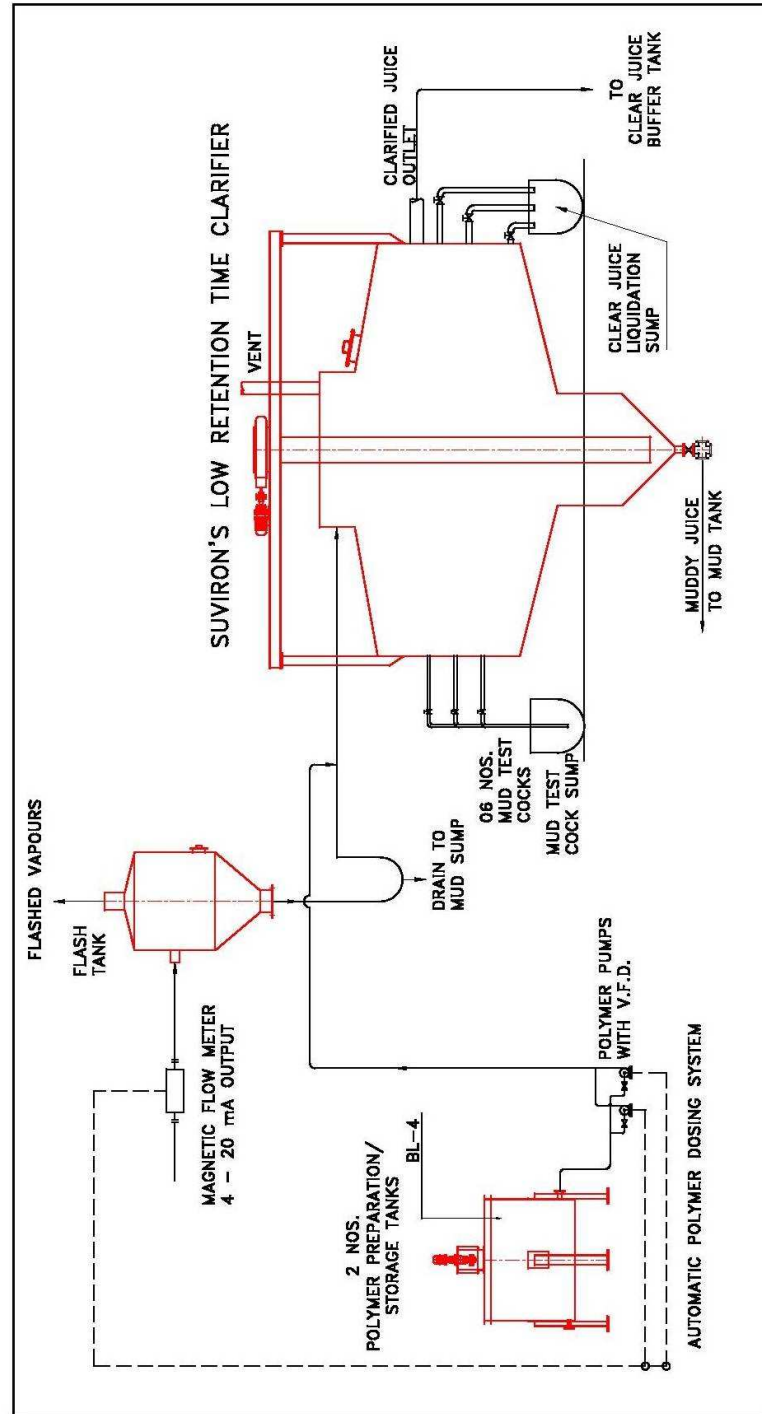 SUVIRON'S LOW RETENTION TIME CLARIFIER
FLASHED VAPOURS
FLASH
TANK
MAGNETIC FLOW METER
4 - 20 mA OUTPUT
VENT
CLARIFIED JUICE
OUTLET
TO
CLEAR JUICE
BUFFER TANK
CLEAR JUICE
LIQUIDATION
SUMP
DRAIN TO
MUD SUMP
06 NOS.
MUD TEST
COCKS
MUD TEST
COCK SUMP
MUDDY JUICE
TO MUD TANK
2 NOS.
POLYMER PREPARATION/
STORAGE TANKS
BL-4
POLYMER PUMPS
WITH V.F.D.
AUTOMATIC POLYMER DOSING SYSTEM